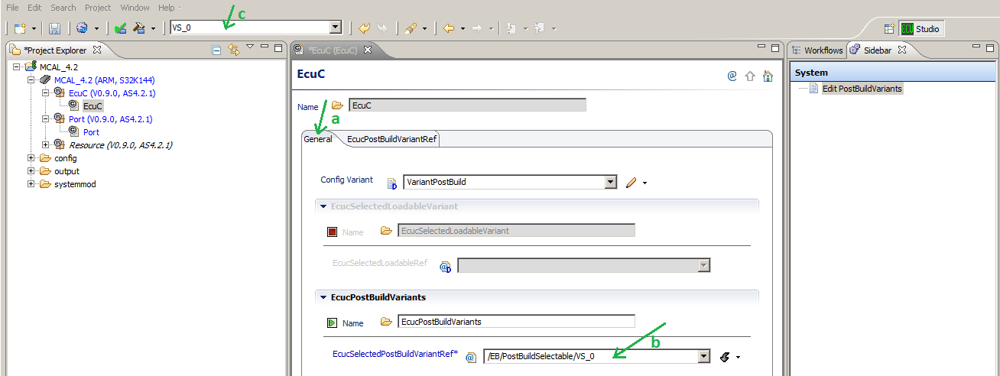 File Edit Search Project Window Help
c
VS_0
ECU Studio
*Project Explorer
*EcuC (EcuC)
Workflows Sidebar
MCAL_4.2
MCAL_4.2 (ARM, S32K144)
EcuC (V0.9.0, AS4.2.1)
EcuC
Port (V0.9.0, AS4.2.1)
Port
Resource (V0.9.0, AS4.2.1)
config
output
systemmod
EcuC
Name EcuC
a
General EcucPostBuildVariantRef
Config Variant VariantPostBuild
EcucSelectedLoadableVariant
Name EcucSelectedLoadableVariant
EcucSelectedLoadableRef
EcucPostBuildVariants
Name EcucPostBuildVariants
b
EcucSelectedPostBuildVariantRef* /EB/PostBuildSelectable/VS_0
System
Edit PostBuildVariants